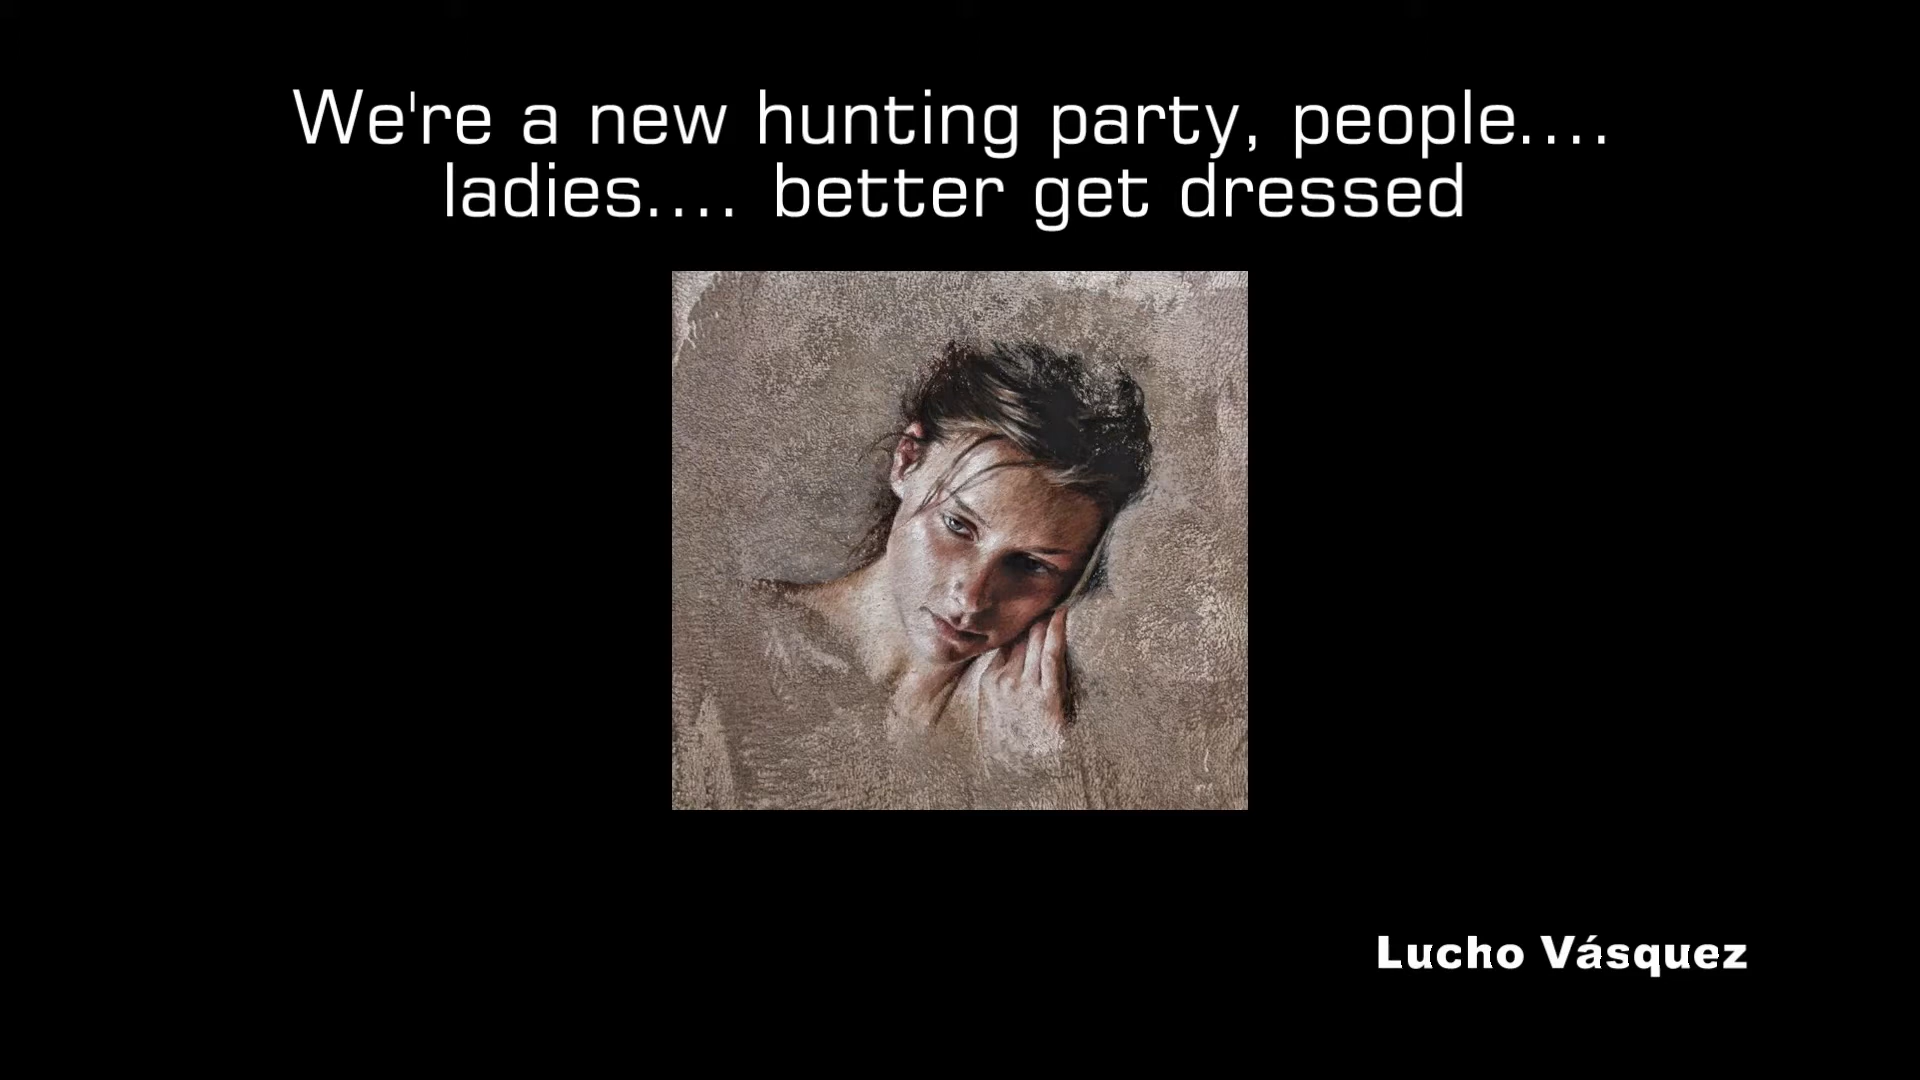 We're a new hunting party, people....
ladies.... better get dressed
Lucho Vásquez